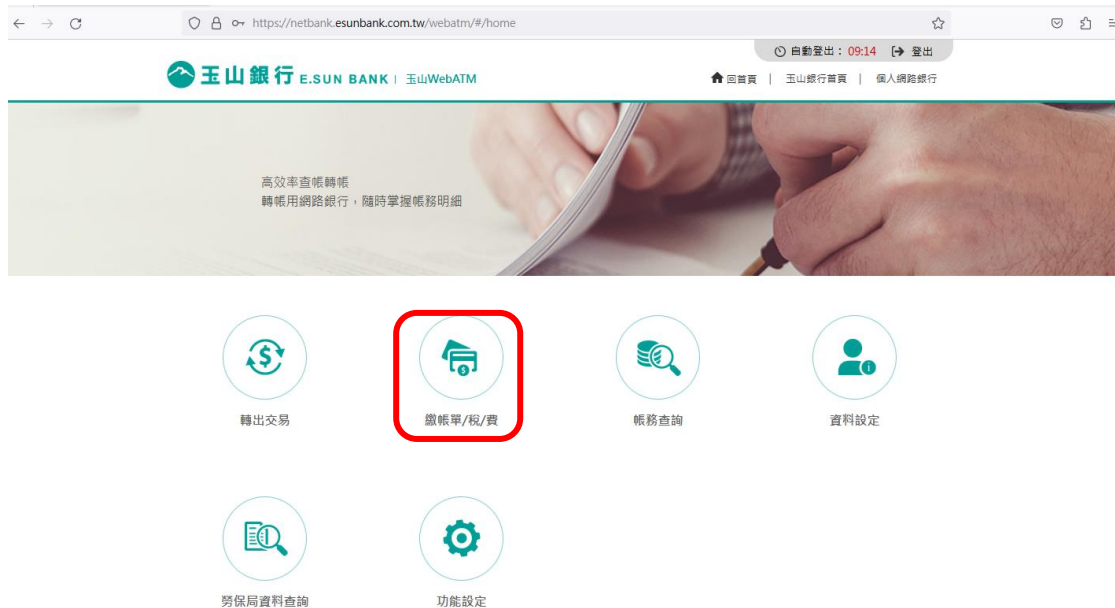 https://netbank.esunbank.com.tw/webatm/#/home
自動登出：09:14 登出
玉山銀行 E.SUN BANK | 玉山WebATM
回首頁 | 玉山銀行首頁 | 個人網路銀行
高效率查帳轉帳
轉帳用網路銀行，隨時掌握帳務明細
轉出交易
繳帳單/稅/費
帳務查詢
資料設定
勞保局資料查詢
功能設定